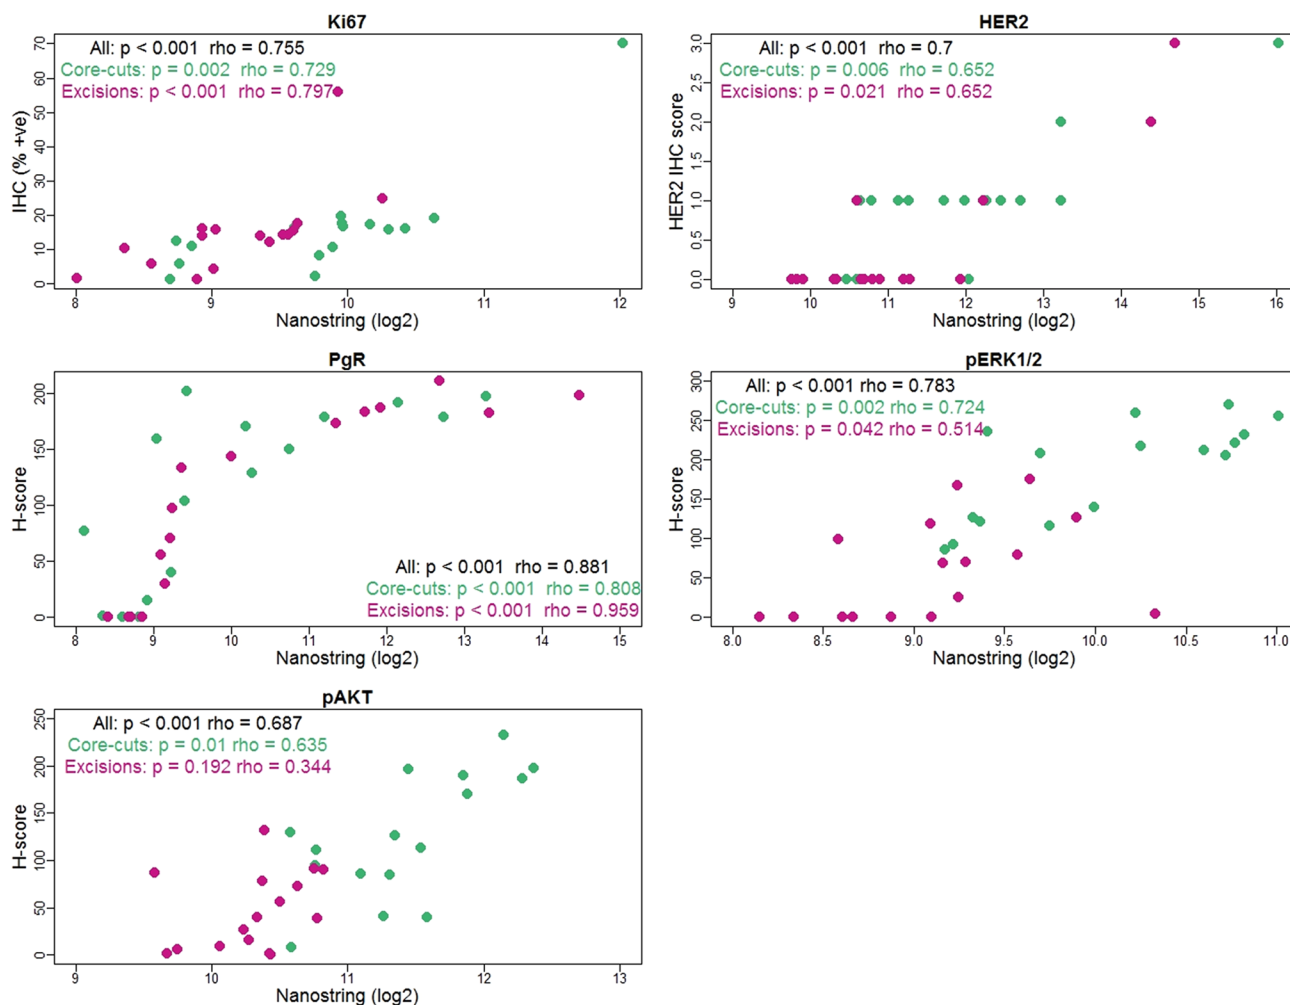 Ki67
All: p < 0.001 rho = 0.755
Core-cuts: p = 0.002 rho = 0.729
Excisions: p < 0.001 rho = 0.797
IHC (% +ve)
70
60
50
40
30
20
10
0
8 9 10 11 12
Nanostring (log2)
HER2
All: p < 0.001 rho = 0.7
Core-cuts: p = 0.006 rho = 0.652
Excisions: p = 0.021 rho = 0.652
HER2 IHC score
3.0
2.5
2.0
1.5
1.0
0.5
0.0
9 10 11 12 13 14 15 16
Nanostring (log2)
PgR
H-score
200
150
100
50
0
All: p < 0.001 rho = 0.881
Core-cuts: p < 0.001 rho = 0.808
Excisions: p < 0.001 rho = 0.959
8 9 10 11 12 13 14 15
Nanostring (log2)
pERK1/2
All: p < 0.001 rho = 0.783
Core-cuts: p = 0.002 rho = 0.724
Excisions: p = 0.042 rho = 0.514
H-score
300
250
200
150
100
50
0
8.0 8.5 9.0 9.5 10.0 10.5 11.0
Nanostring (log2)
pAKT
All: p < 0.001 rho = 0.687
Core-cuts: p = 0.01 rho = 0.635
Excisions: p = 0.192 rho = 0.344
H-score
250
200
150
100
50
0
9 10 11 12 13
Nanostring (log2)